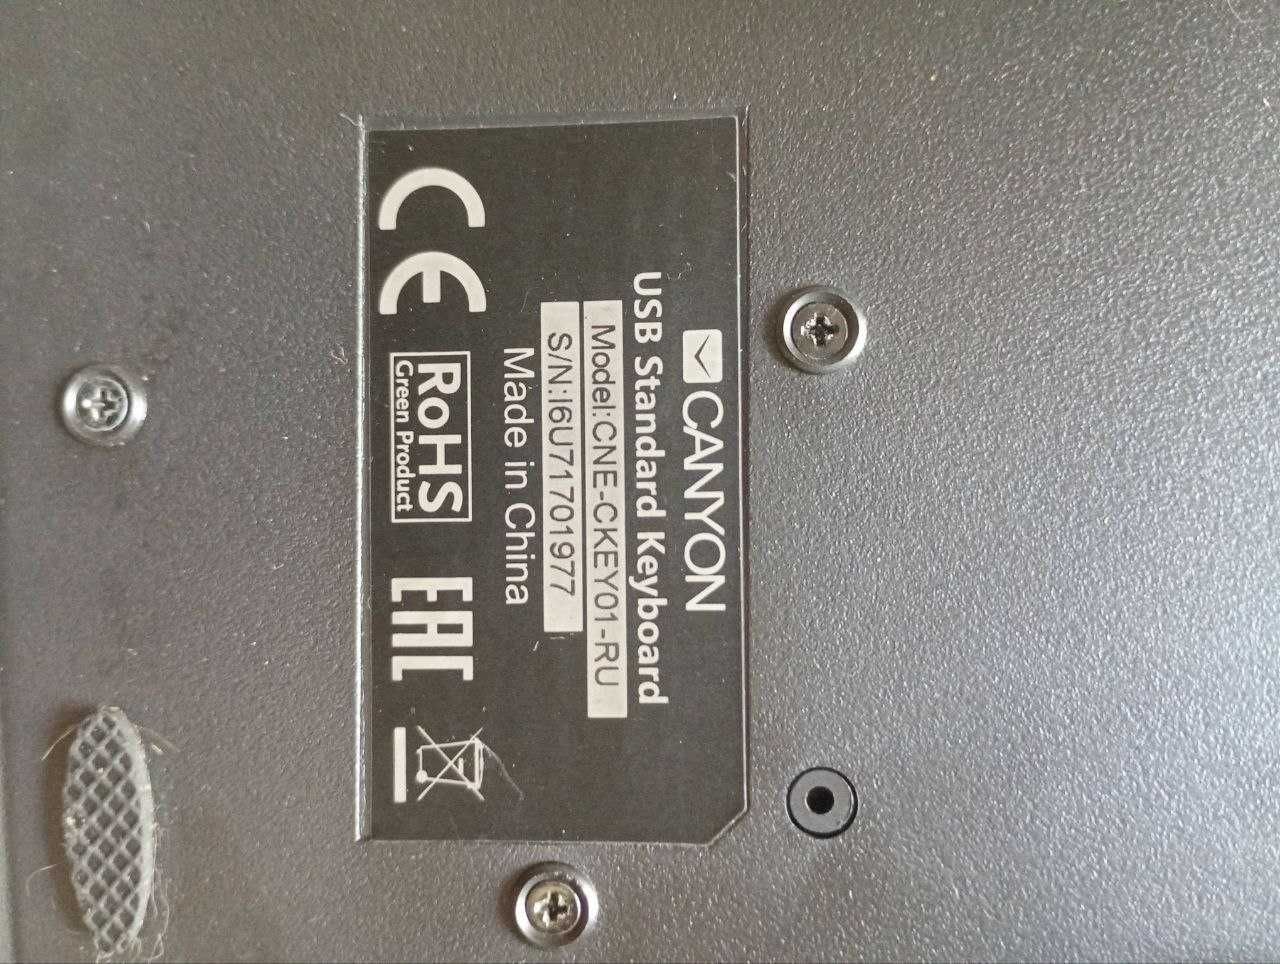 CANYON
USB Standard Keyboard
Model:CNE-CKEY01-RU
S/N:I6U71701977
Made in China
CE
RoHS
Green Product
EAC